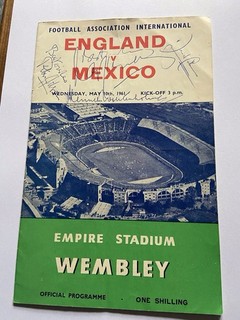 FOOTBALL ASSOCIATION INTERNATIONAL
ENGLAND
V
MEXICO
WEDNESDAY, MAY 10th, 1961 KICK-OFF 3 p.m.
EMPIRE STADIUM
WEMBLEY
OFFICIAL PROGRAMME · ONE SHILLING